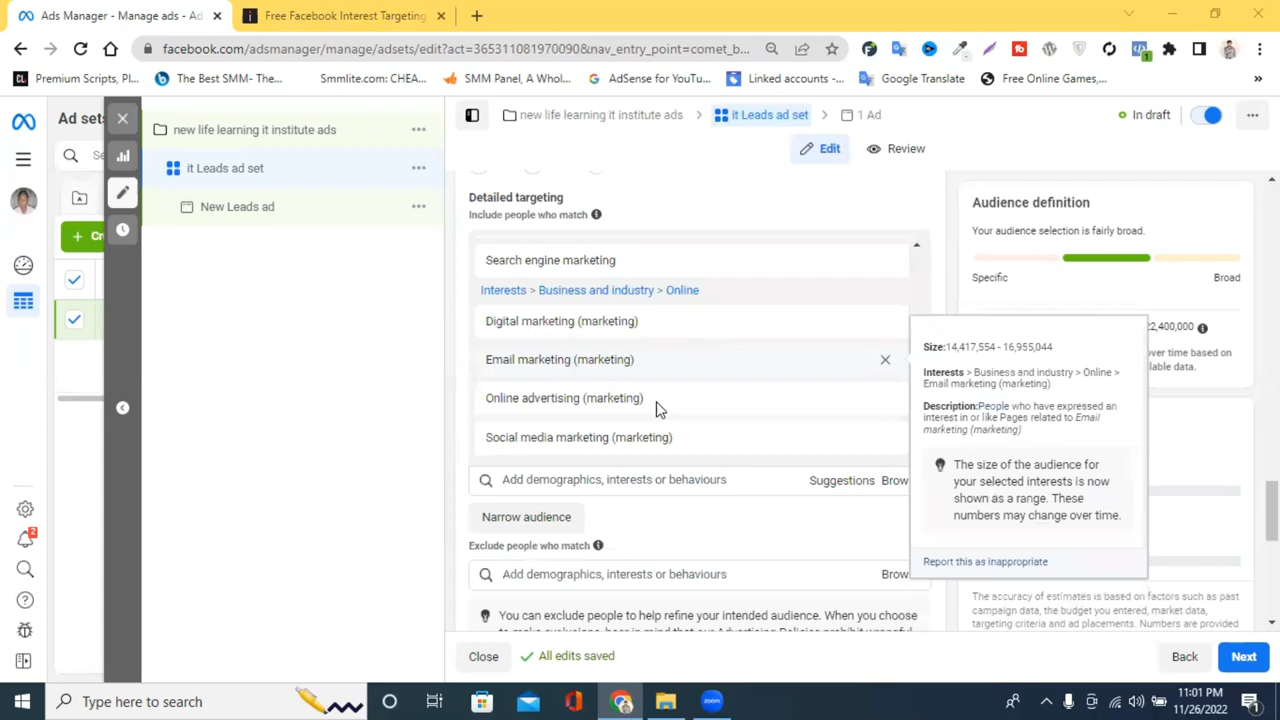 Ads Manager - Manage ads - Ad
Free Facebook Interest Targeting
facebook.com/adsmanager/manage/adsets/edit?act=365311081970090&nav_entry_point=comet_b...
Premium Scripts, Pl...
The Best SMM- The...
Smmlite.com: CHEA...
SMM Panel, A Whol...
AdSense for YouTu...
Linked accounts -...
Google Translate
Free Online Games,...
Ad sets
new life learning it institute ads
it Leads ad set
New Leads ad
new life learning it institute ads
it Leads ad set
1 Ad
In draft
Edit
Review
Detailed targeting
Include people who match
Search engine marketing
Interests > Business and industry > Online
Digital marketing (marketing)
Email marketing (marketing)
Online advertising (marketing)
Social media marketing (marketing)
Add demographics, interests or behaviours
Suggestions
Brow
Narrow audience
Exclude people who match
Add demographics, interests or behaviours
Brow
You can exclude people to help refine your intended audience. When you choose
Close
All edits saved
Back
Next
Audience definition
Your audience selection is fairly broad.
Specific
Broad
22,400,000
over time based on
ilable data.
Size:14,417,554 - 16,955,044
Interests > Business and industry > Online >
Email marketing (marketing)
Description:People who have expressed an
interest in or like Pages related to Email
marketing (marketing)
The size of the audience for
your selected interests is now
shown as a range. These
numbers may change over time.
Report this as inappropriate
The accuracy of estimates is based on factors such as past
campaign data, the budget you entered, market data,
targeting criteria and ad placements. Numbers are provided
Type here to search
11:01 PM
11/26/2022